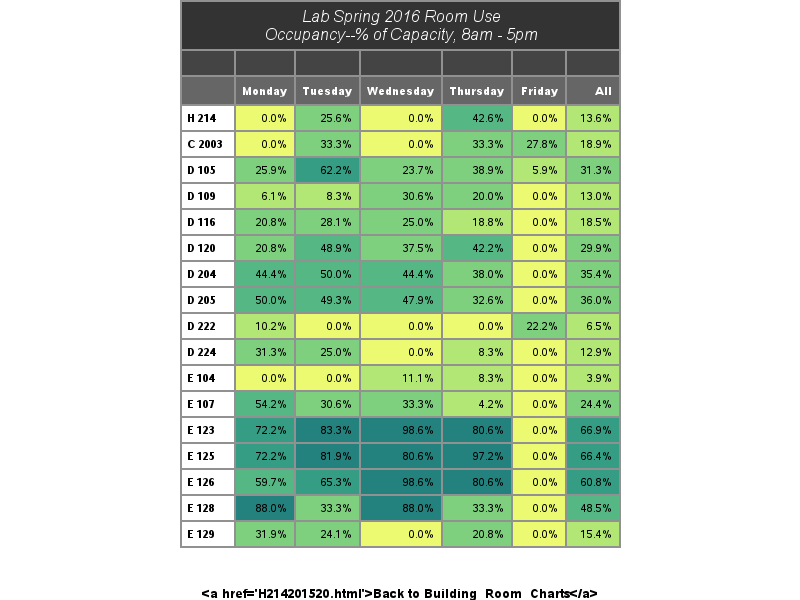 Lab Spring 2016 Room Use
Occupancy--% of Capacity, 8am - 5pm
Monday Tuesday Wednesday Thursday Friday All
H 214 0.0% 25.6% 0.0% 42.6% 0.0% 13.6%
C 2003 0.0% 33.3% 0.0% 33.3% 27.8% 18.9%
D 105 25.9% 62.2% 23.7% 38.9% 5.9% 31.3%
D 109 6.1% 8.3% 30.6% 20.0% 0.0% 13.0%
D 116 20.8% 28.1% 25.0% 18.8% 0.0% 18.5%
D 120 20.8% 48.9% 37.5% 42.2% 0.0% 29.9%
D 204 44.4% 50.0% 44.4% 38.0% 0.0% 35.4%
D 205 50.0% 49.3% 47.9% 32.6% 0.0% 36.0%
D 222 10.2% 0.0% 0.0% 0.0% 22.2% 6.5%
D 224 31.3% 25.0% 0.0% 8.3% 0.0% 12.9%
E 104 0.0% 0.0% 11.1% 8.3% 0.0% 3.9%
E 107 54.2% 30.6% 33.3% 4.2% 0.0% 24.4%
E 123 72.2% 83.3% 98.6% 80.6% 0.0% 66.9%
E 125 72.2% 81.9% 80.6% 97.2% 0.0% 66.4%
E 126 59.7% 65.3% 98.6% 80.6% 0.0% 60.8%
E 128 88.0% 33.3% 88.0% 33.3% 0.0% 48.5%
E 129 31.9% 24.1% 0.0% 20.8% 0.0% 15.4%
<a href='H214201520.html'>Back to Building_Room_Charts</a>